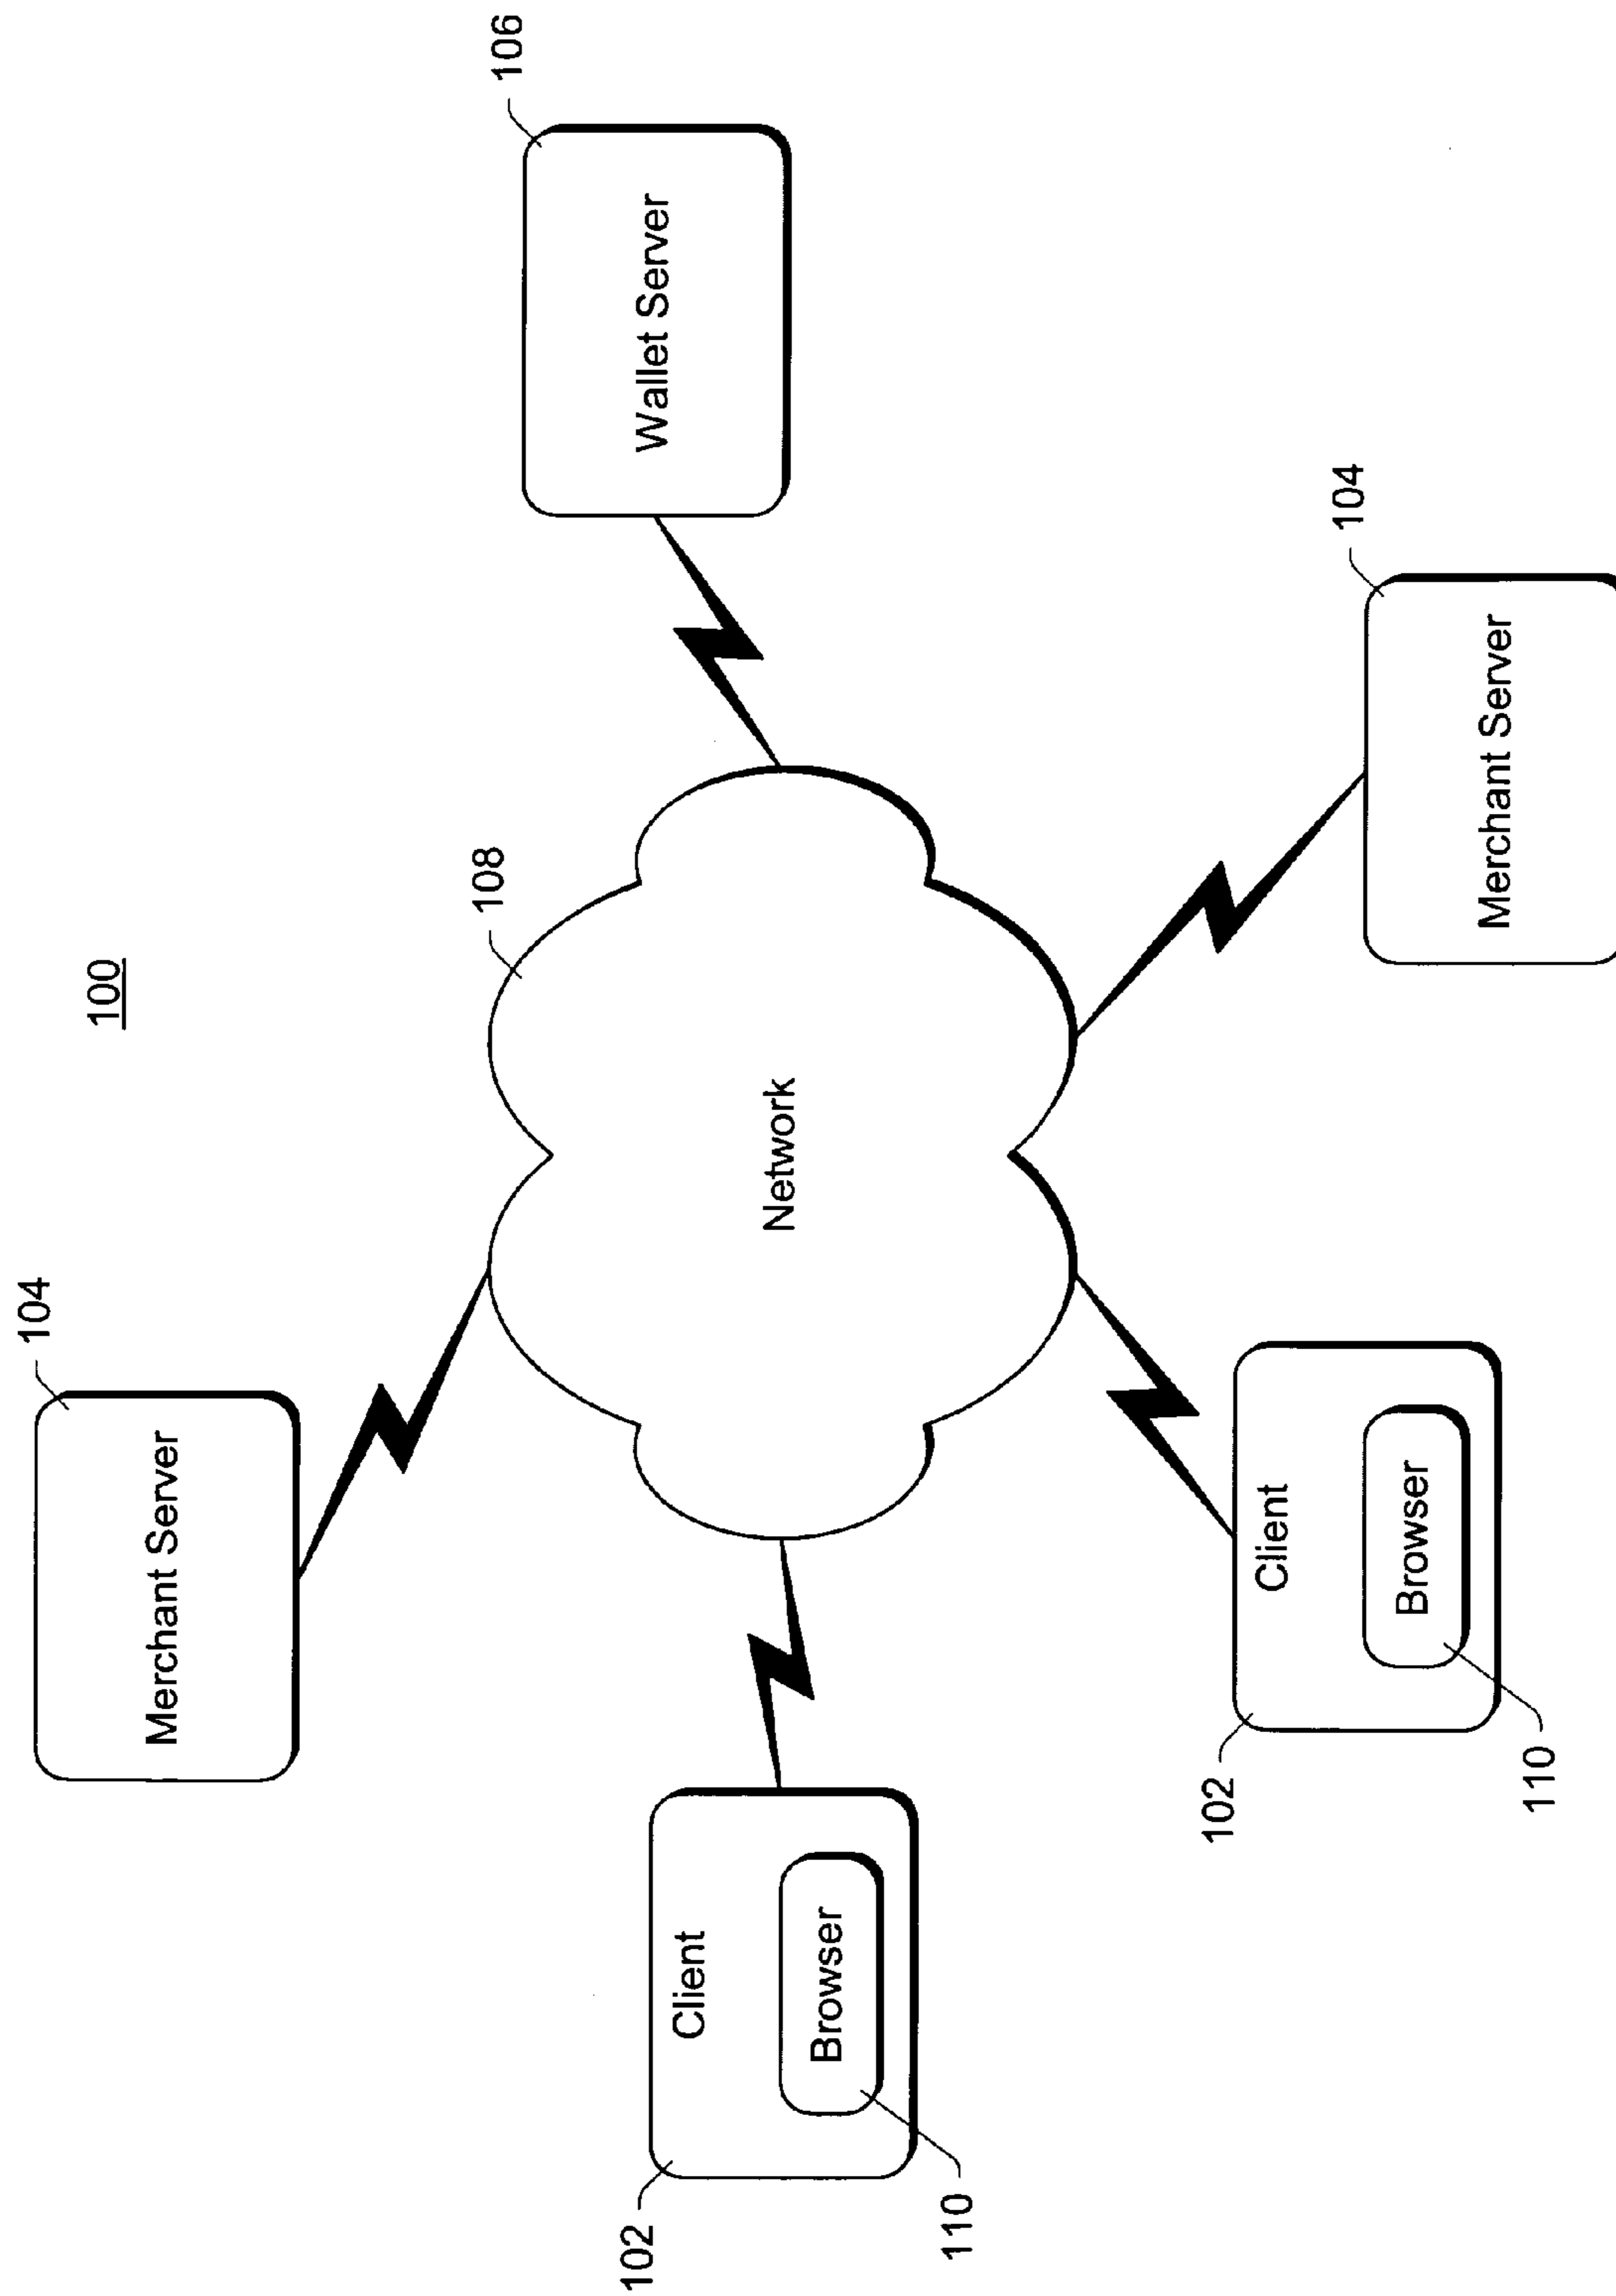 100
104
Merchant Server
106
Wallet Server
108
Network
Client
Browser
102
110
Client
Browser
102
110
104
Merchant Server